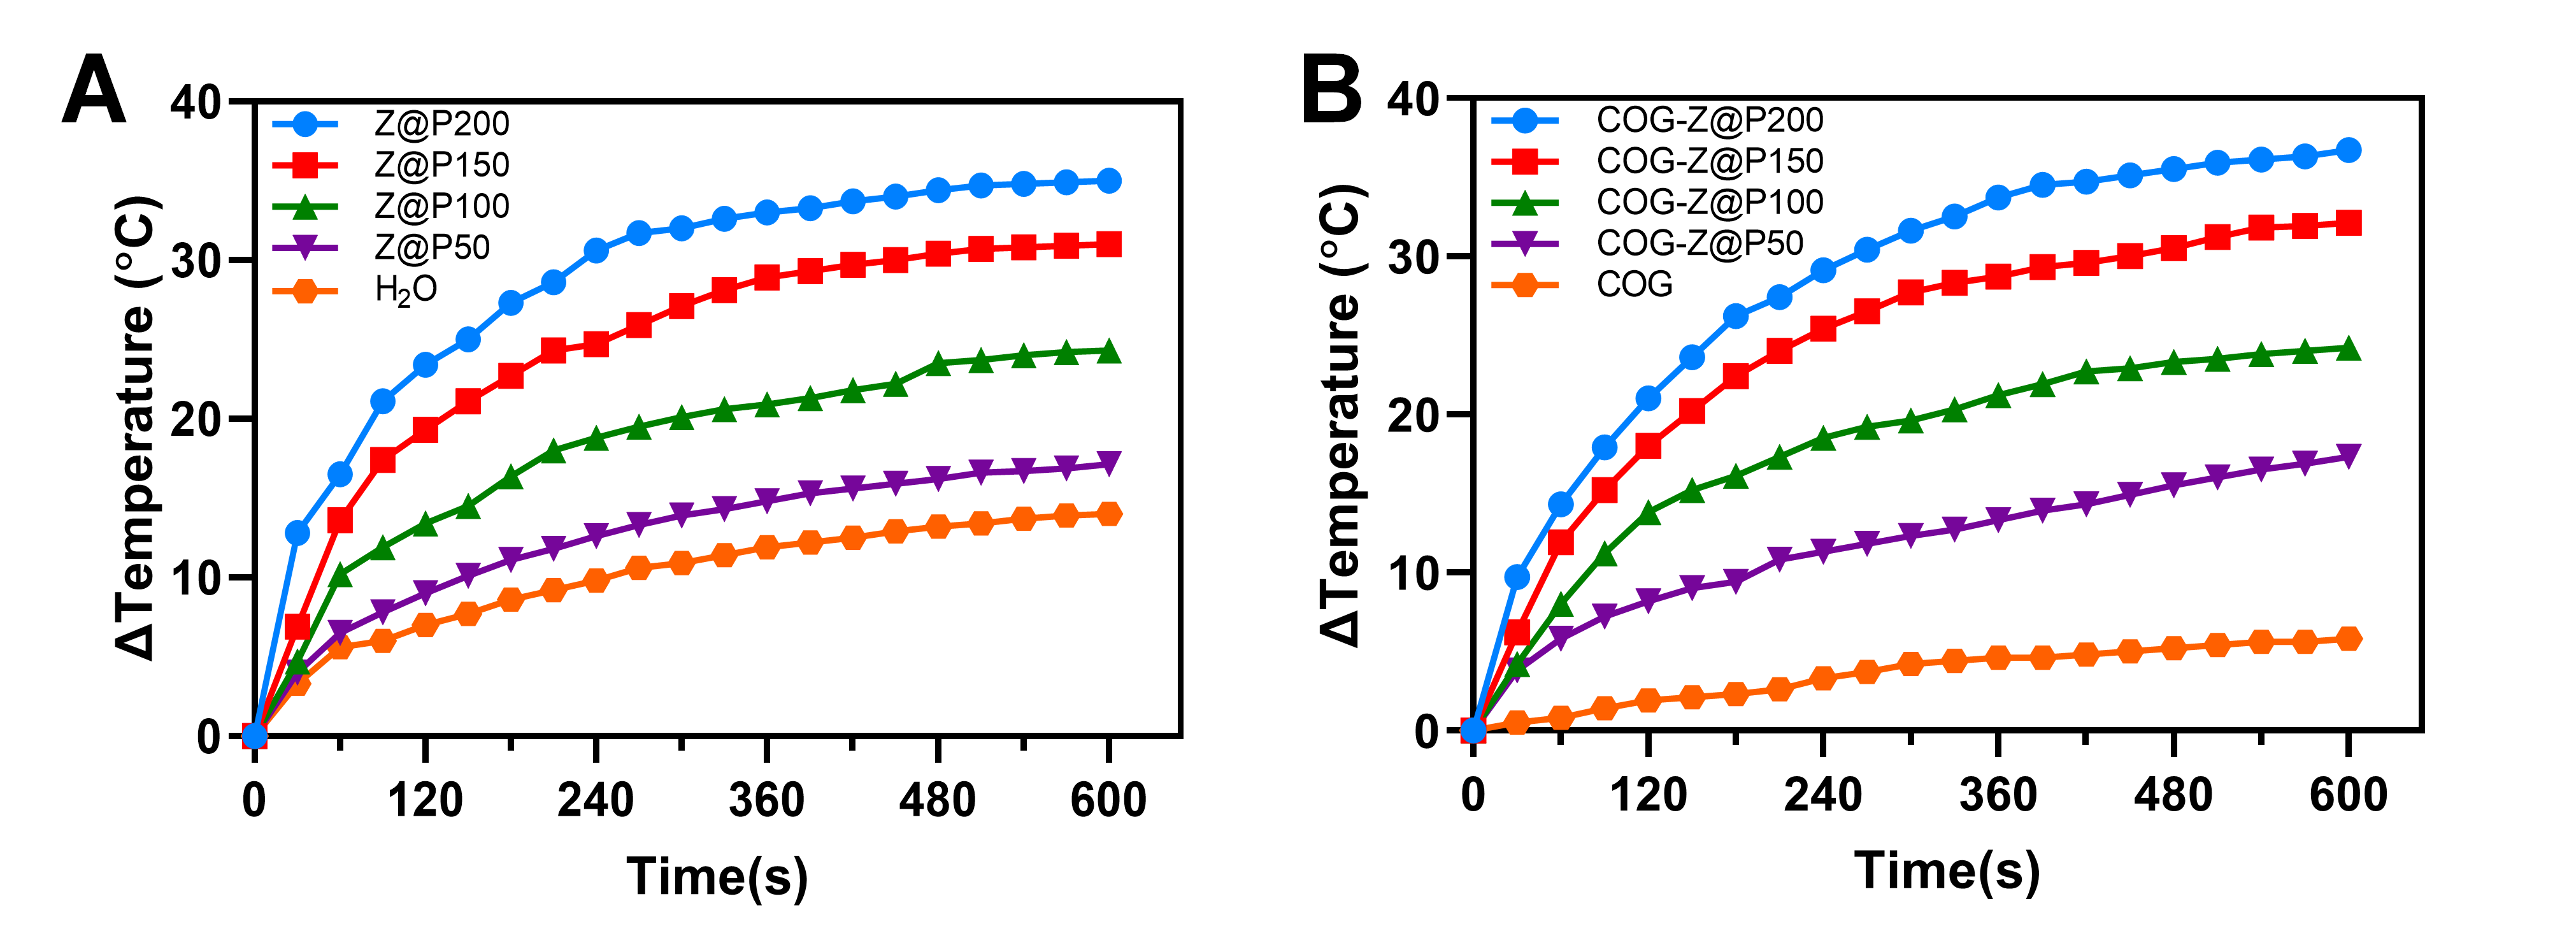 A
40
30
20
10
0
ΔTemperature (°C)
Z@P200
Z@P150
Z@P100
Z@P50
H₂O
0 120 240 360 480 600
Time(s)
B
40
30
20
10
0
ΔTemperature (°C)
COG-Z@P200
COG-Z@P150
COG-Z@P100
COG-Z@P50
COG
0 120 240 360 480 600
Time(s)